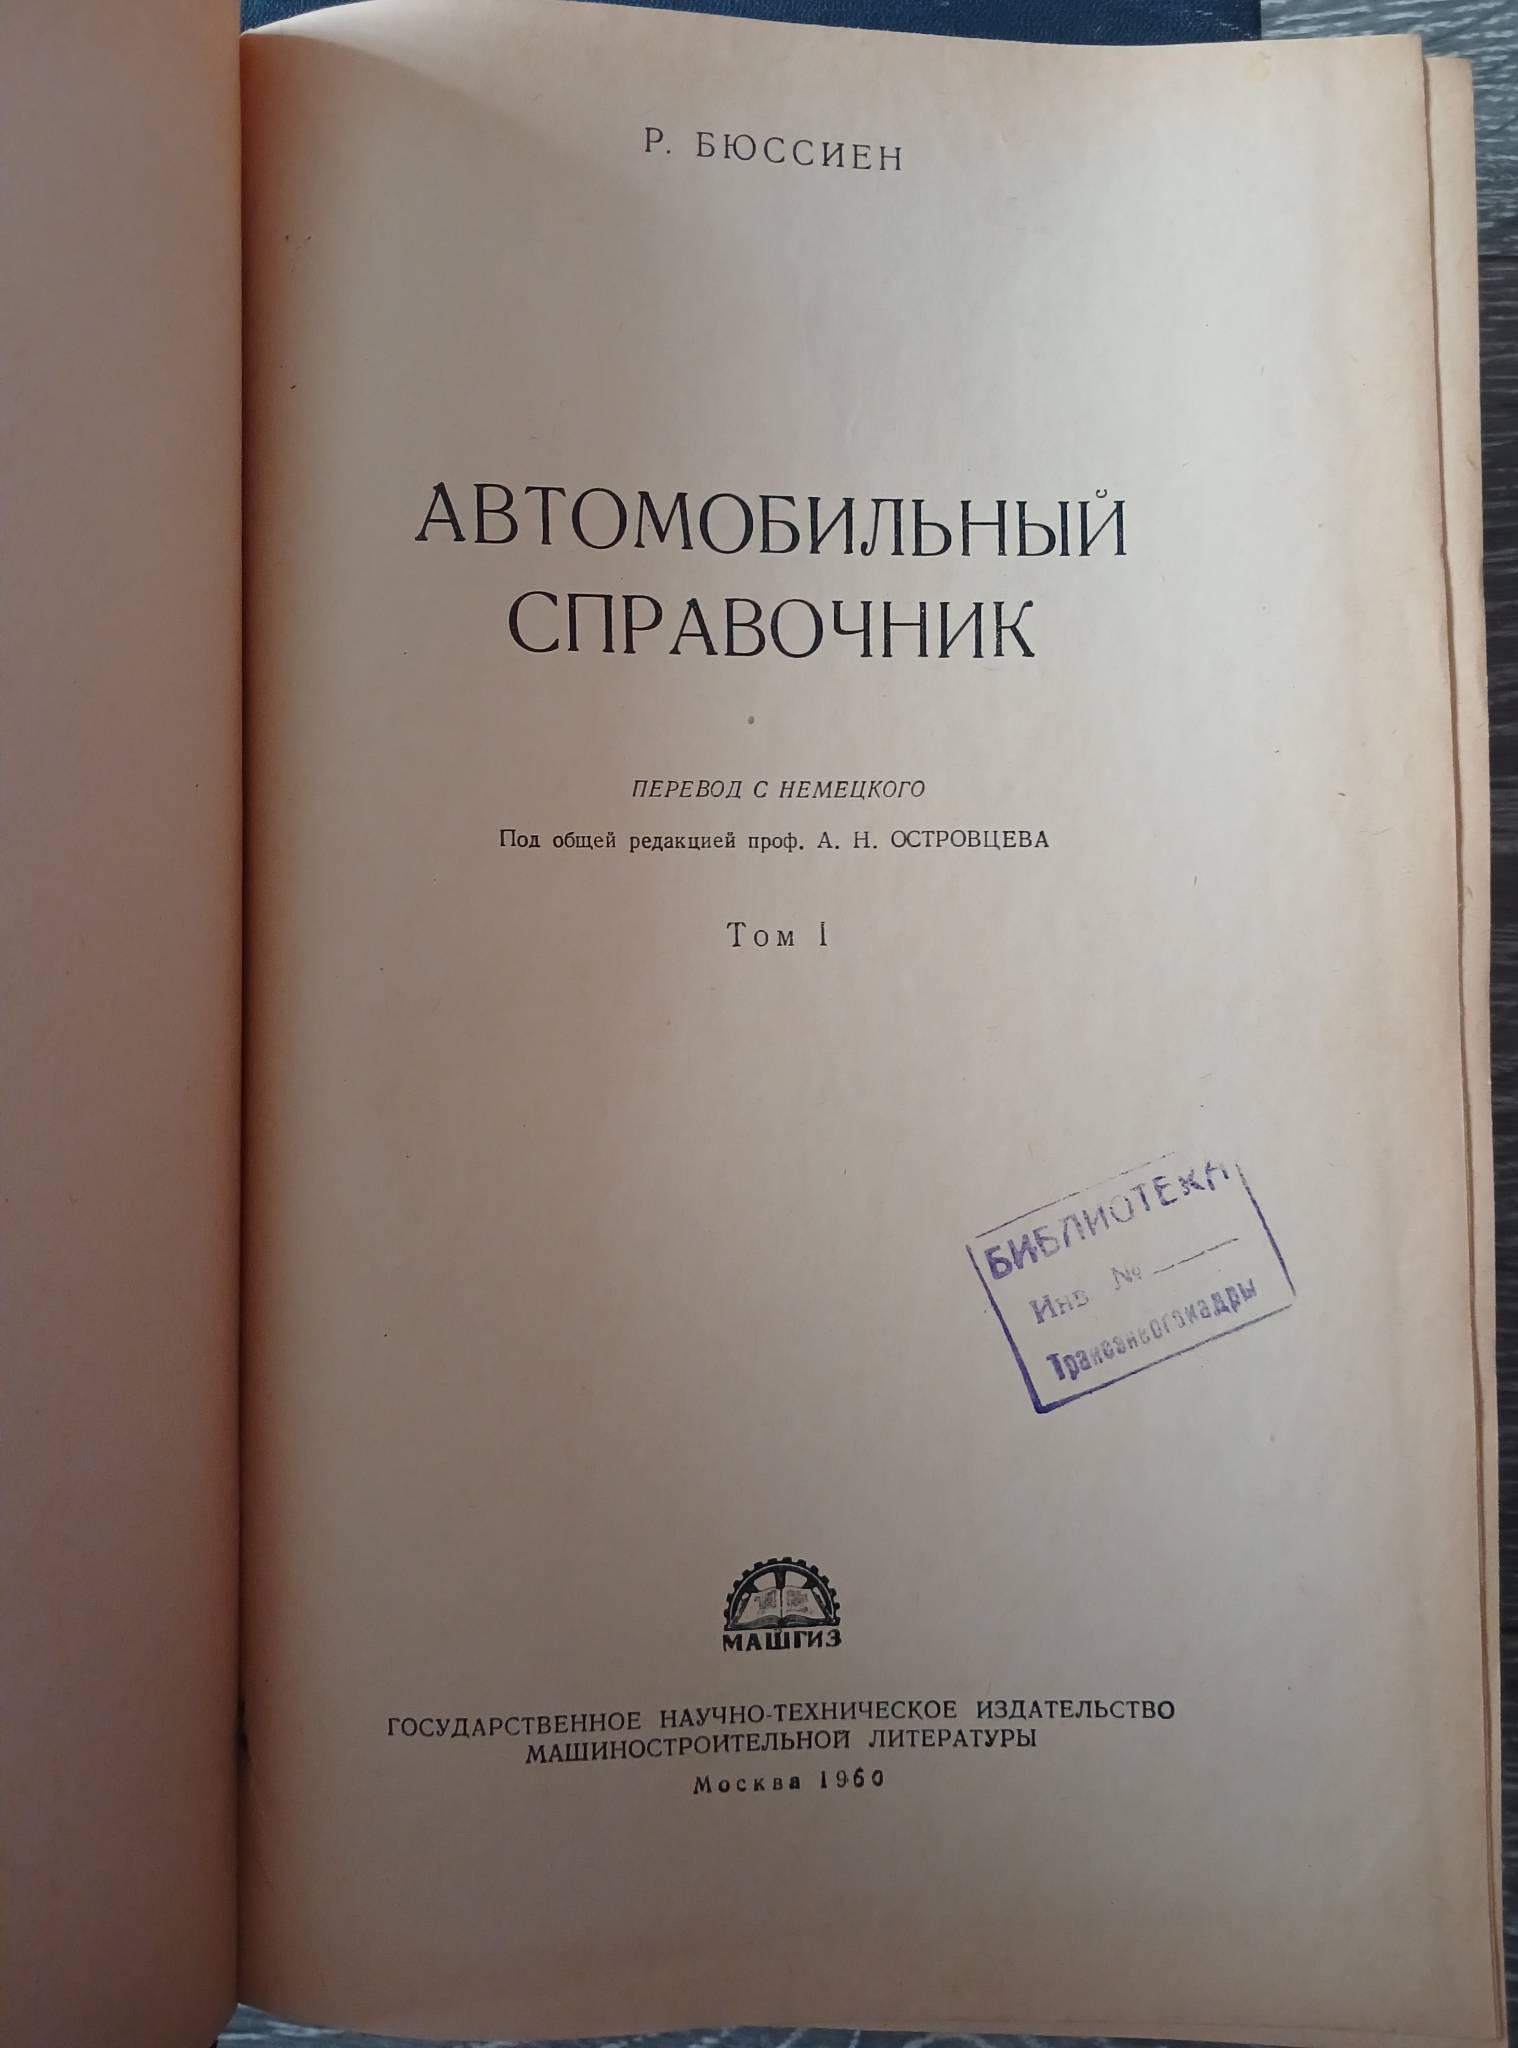 Р. БЮССИЕН
АВТОМОБИЛЬНЫЙ
СПРАВОЧНИК
ПЕРЕВОД С НЕМЕЦКОГО
Под общей редакцией проф. А. Н. ОСТРОВЦЕВА
Том I
БИБЛИОТЕКА
Инв №
МАШГИЗ
ГОСУДАРСТВЕННОЕ НАУЧНО-ТЕХНИЧЕСКОЕ ИЗДАТЕЛЬСТВО
МАШИНОСТРОИТЕЛЬНОЙ ЛИТЕРАТУРЫ
Москва 1960